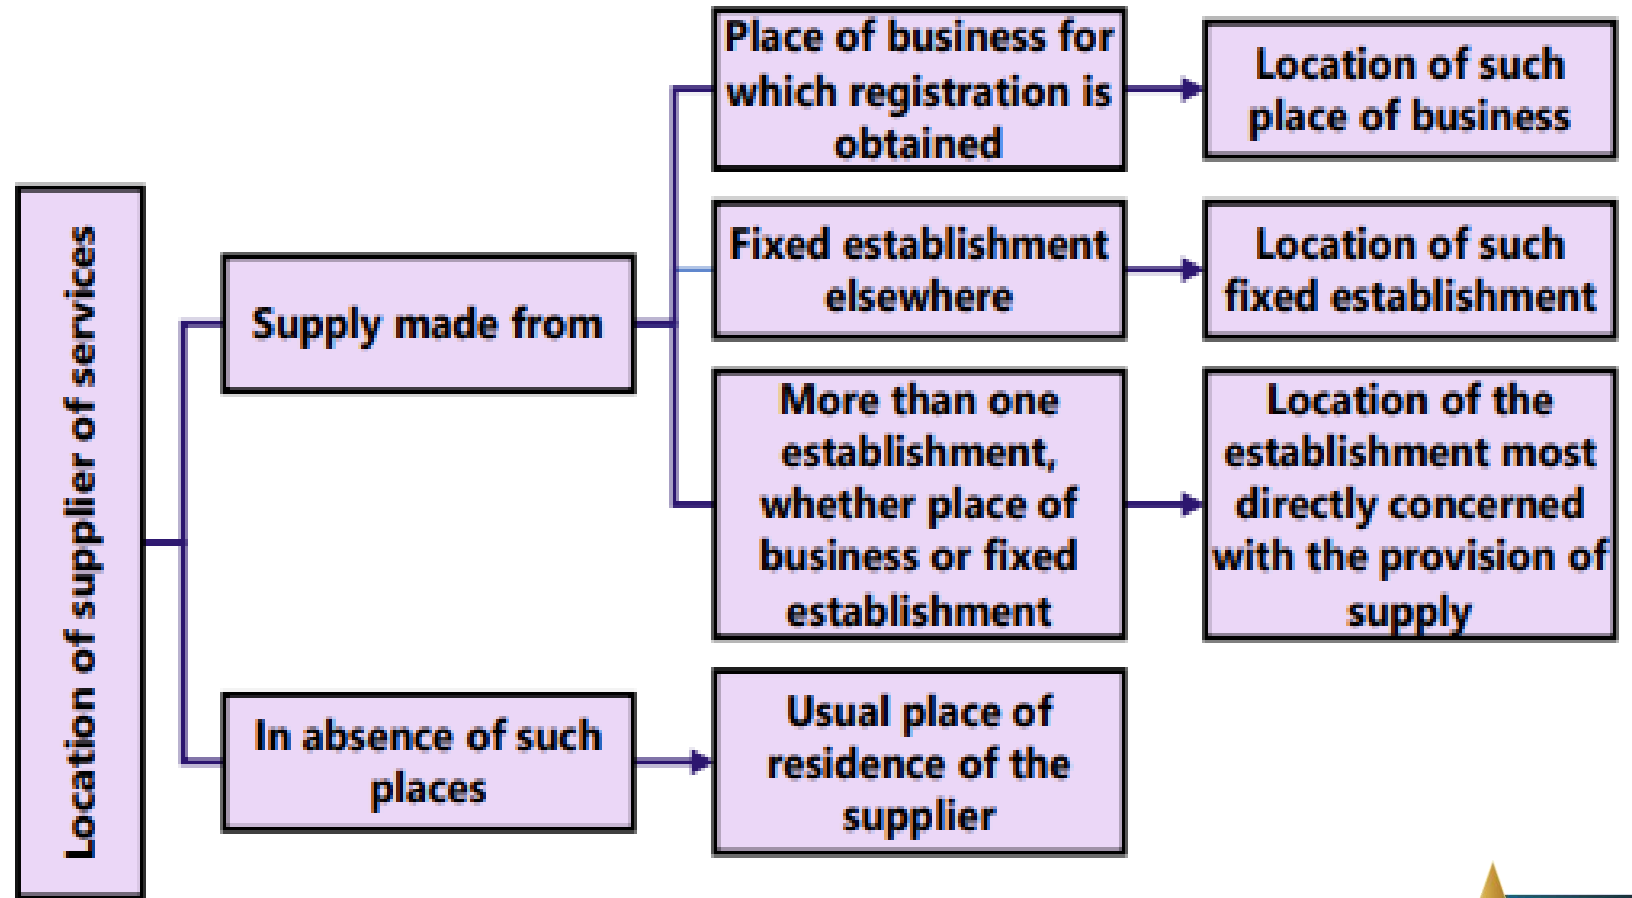 Location of supplier of services
Supply made from
Place of business for
which registration is
obtained
Location of such
place of business
Fixed establishment
elsewhere
Location of such
fixed establishment
More than one
establishment,
whether place of
business or fixed
establishment
Location of the
establishment most
directly concerned
with the provision of
supply
In absence of such
places
Usual place of
residence of the
supplier